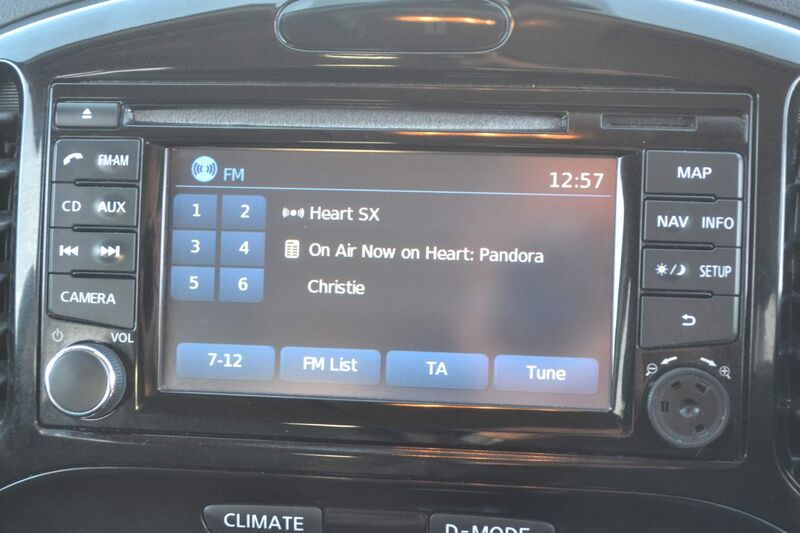 FM
12:57
FM-AM
CD AUX
CAMERA
VOL
1 2
3 4
5 6
Heart SX
On Air Now on Heart: Pandora
Christie
7-12
FM List
TA
Tune
MAP
NAV INFO
SETUP
CLIMATE
D-MODE